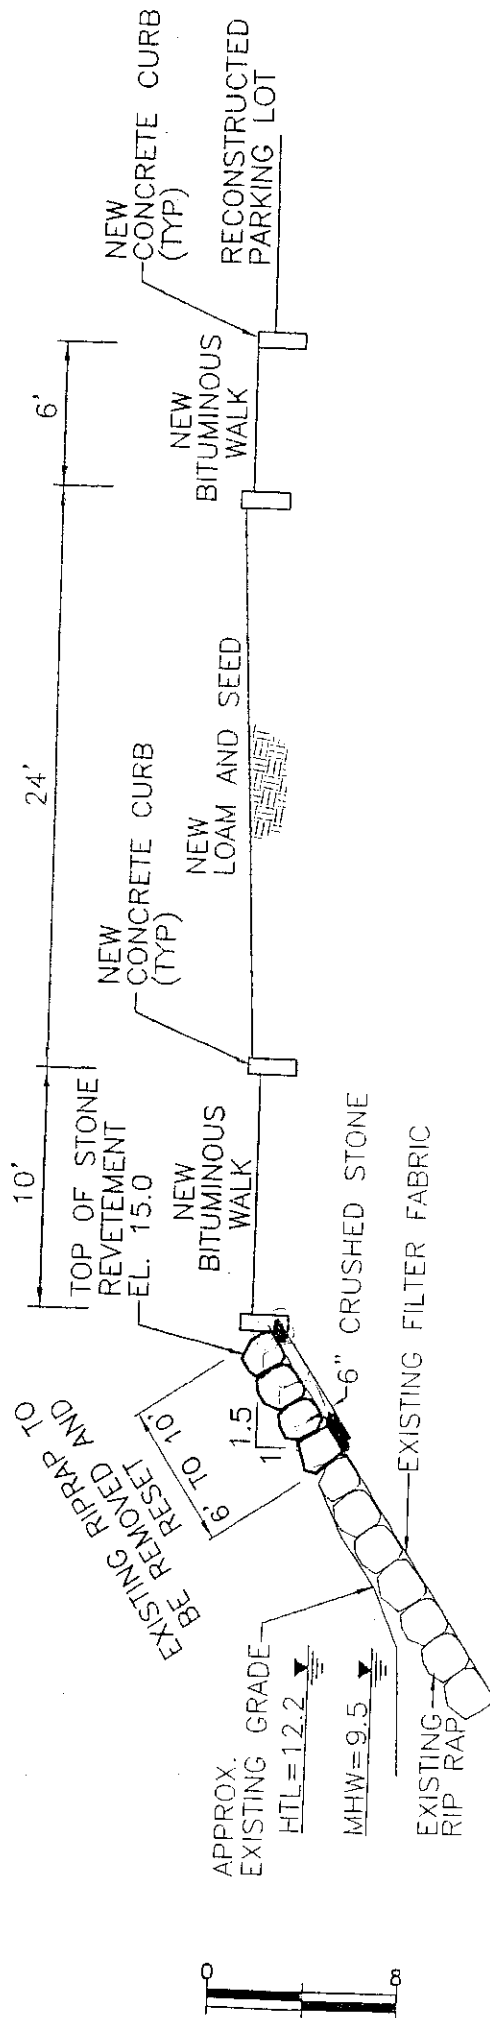 10'
24'
6'
EXISTING RIPRAP TO
BE REMOVED AND
RESET
6' TO 10'
TOP OF STONE
REVETEMENT
EL. 15.0
NEW
CONCRETE CURB
(TYP)
NEW
CONCRETE CURB
(TYP)
APPROX.
EXISTING GRADE
HTL=12.2
MHW=9.5
EXISTING
RIP RAP
1.5
1
NEW
BITUMINOUS
WALK
NEW
LOAM AND SEED
NEW
BITUMINOUS
WALK
RECONSTRUCTED
PARKING LOT
6" CRUSHED STONE
EXISTING FILTER FABRIC
0
8